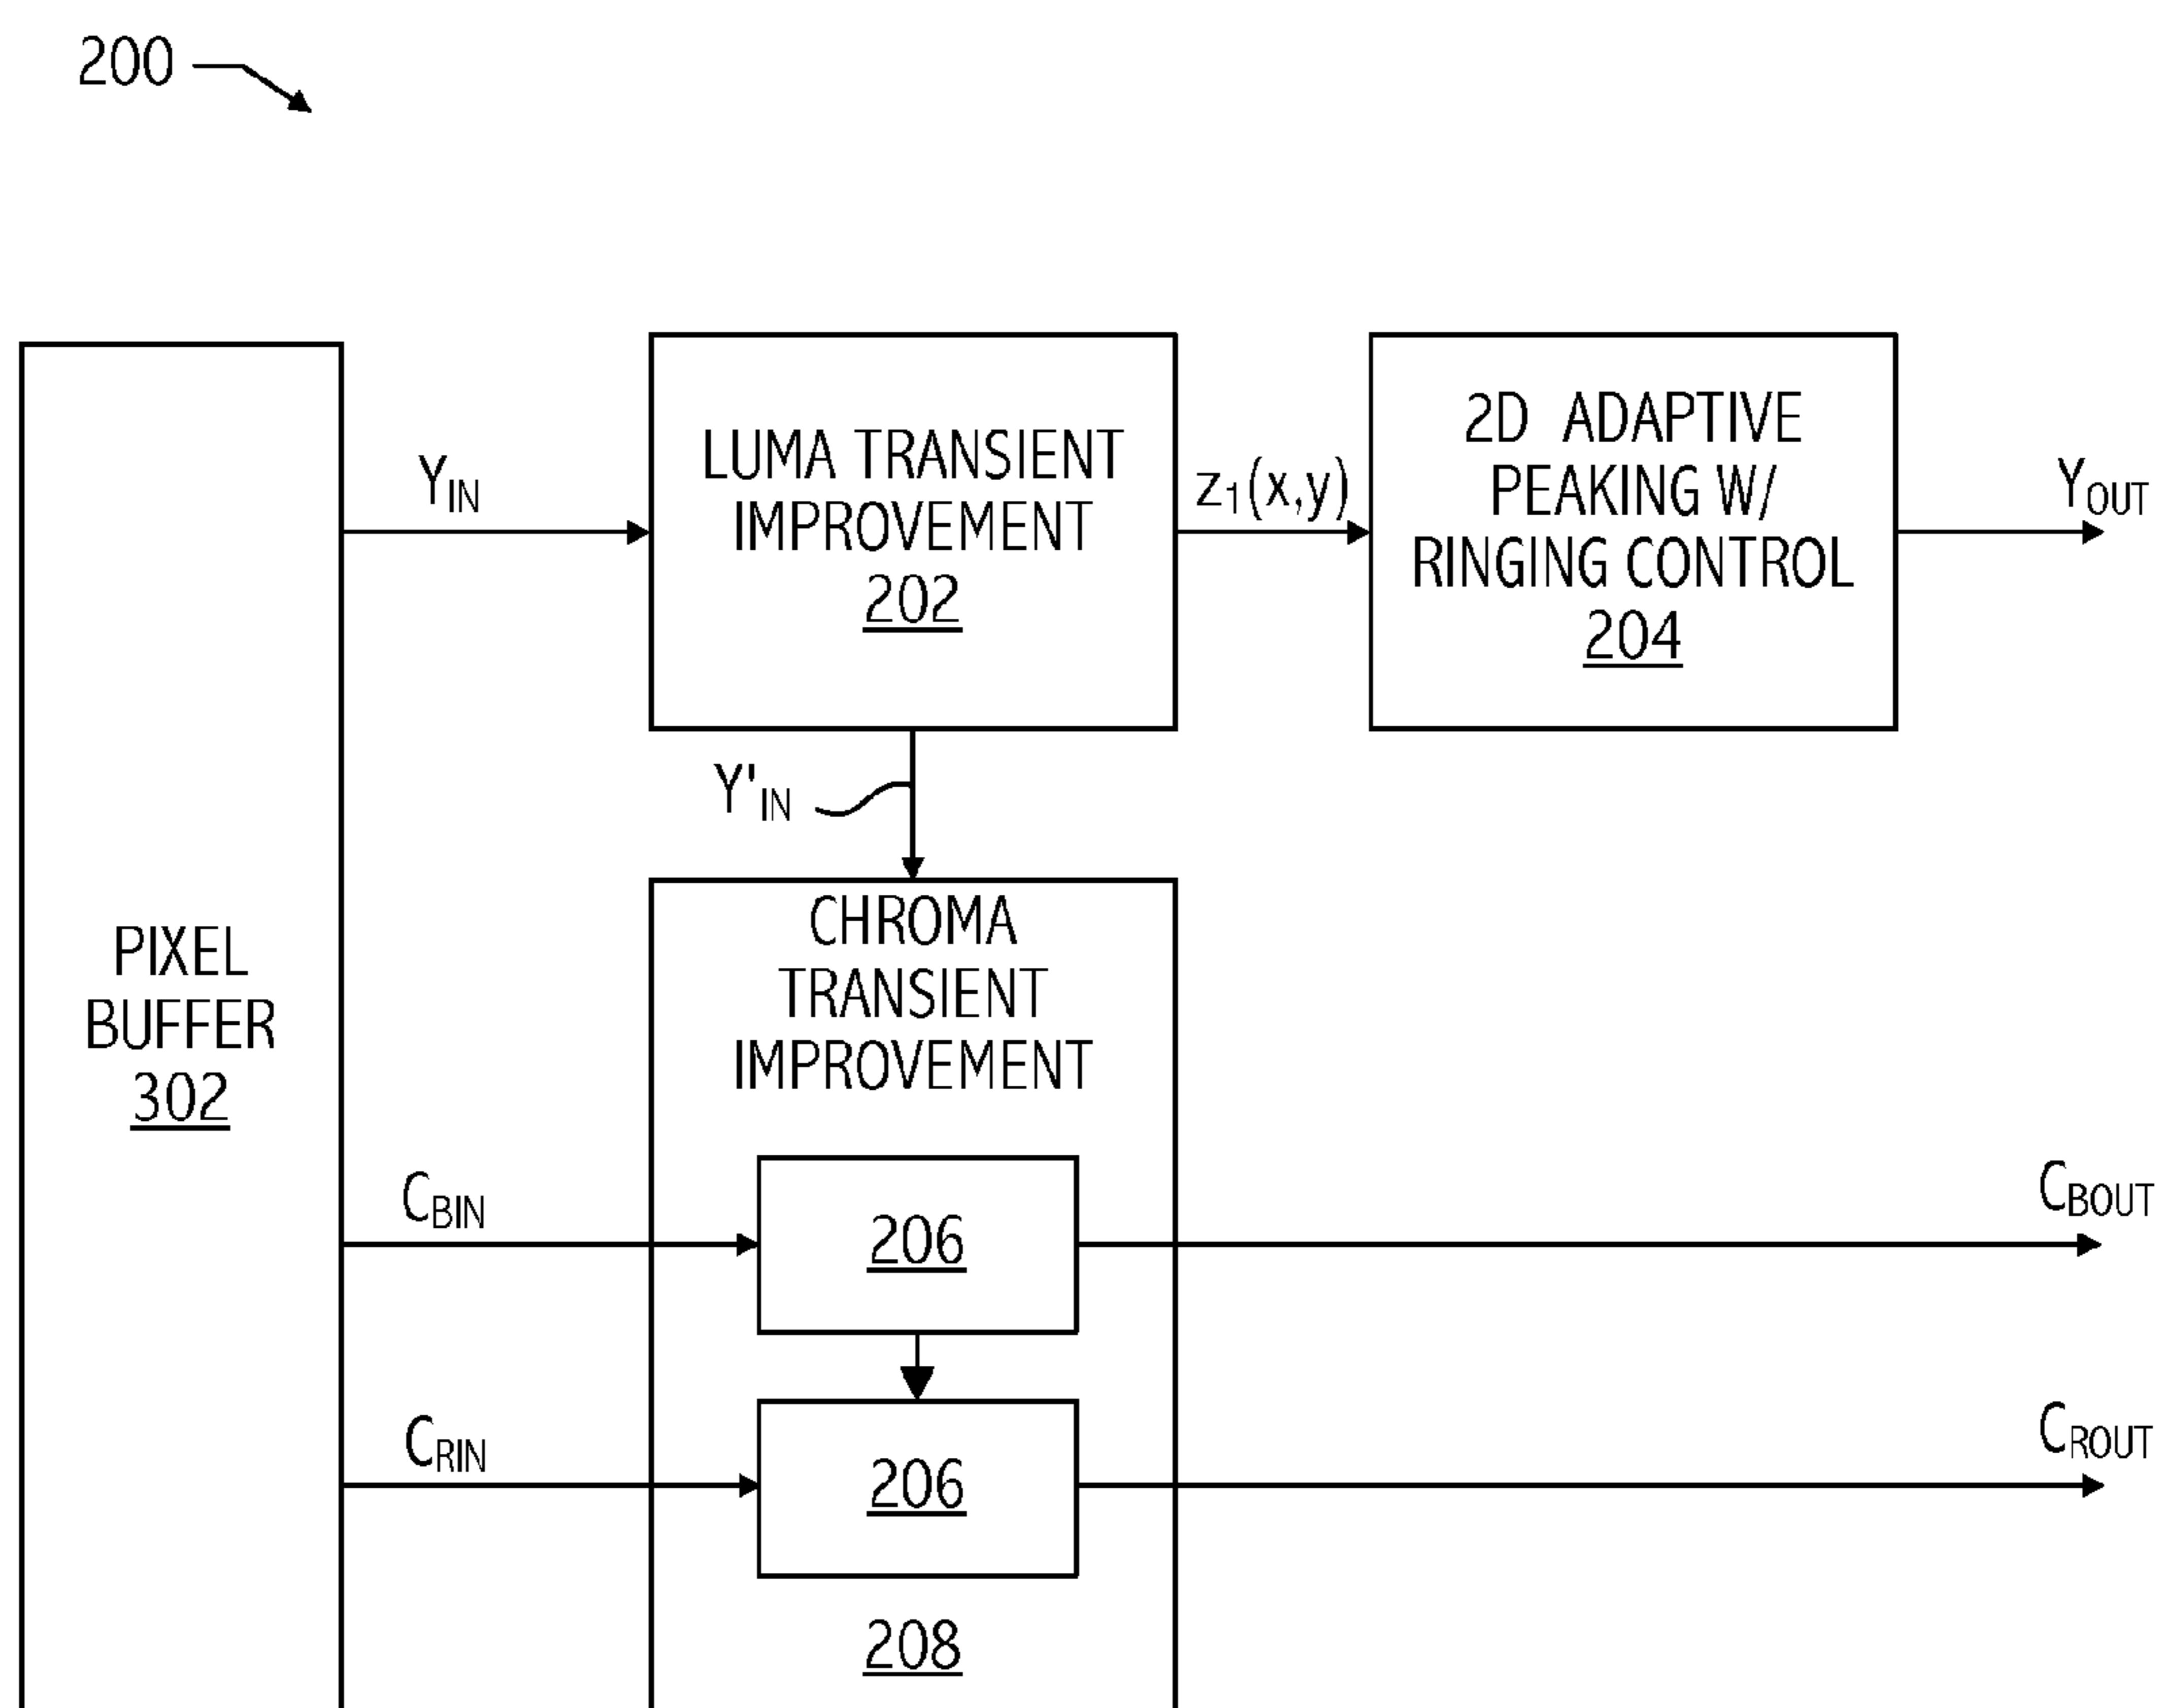 200
Y_IN
LUMA TRANSIENT
IMPROVEMENT
202
z₁(x,y)
2D ADAPTIVE
PEAKING W/
RINGING CONTROL
204
Y_OUT
Y'_IN
PIXEL
BUFFER
302
CHROMA
TRANSIENT
IMPROVEMENT
C_BIN
206
C_BOUT
C_RIN
206
C_ROUT
208